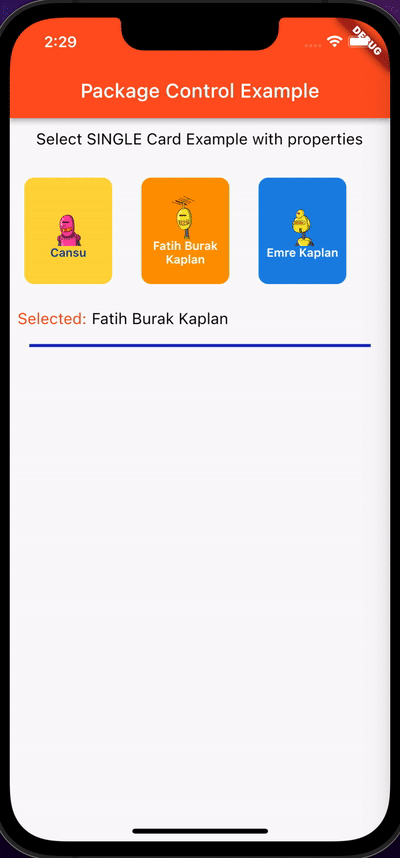 2:29
DEBUG
Package Control Example
Select SINGLE Card Example with properties
Cansu
Fatih Burak
Kaplan
Emre Kaplan
Selected: Fatih Burak Kaplan